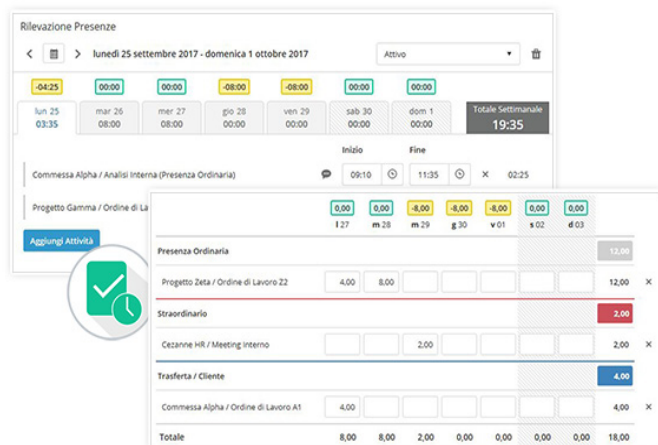 Rilevazione Presenze
lunedì 25 settembre 2017 - domenica 1 ottobre 2017 Attivo
-04:25 00:00 00:00 -08:00 -08:00 00:00 00:00
lun 25 mar 26 mer 27 gio 28 ven 29 sab 30 dom 1 Totale Settimanale
03:35 08:00 08:00 00:00 00:00 00:00 00:00 19:35
Inizio Fine
Commessa Alpha / Analisi Interna (Presenza Ordinaria) 09:10 11:35 × 02:25
Progetto Gamma / Ordine di La
Aggiungi Attività
0,00 0,00 -8,00 -8,00 -8,00 0,00 0,00
l 27 m 28 m 29 g 30 v 01 s 02 d 03
Presenza Ordinaria 12,00
Progetto Zeta / Ordine di Lavoro Z2 4,00 8,00 12,00 ×
Straordinario 2,00
Cezanne HR / Meeting interno 2,00 2,00 ×
Trasferta / Cliente 4,00
Commessa Alpha / Ordine di Lavoro A1 4,00 4,00 ×
Totale 8,00 8,00 2,00 0,00 0,00 0,00 0,00 18,00